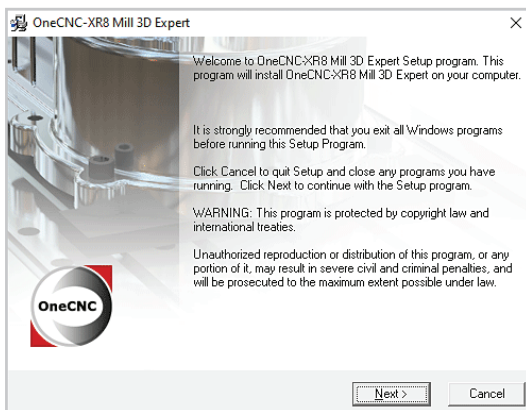 OneCNC-XR8 Mill 3D Expert
Welcome to OneCNC-XR8 Mill 3D Expert Setup program. This
program will install OneCNC-XR8 Mill 3D Expert on your computer.
It is strongly recommended that you exit all Windows programs
before running this Setup Program.
Click Cancel to quit Setup and close any programs you have
running. Click Next to continue with the Setup program.
WARNING: This program is protected by copyright law and
international treaties.
Unauthorized reproduction or distribution of this program, or any
portion of it, may result in severe civil and criminal penalties, and
will be prosecuted to the maximum extent possible under law.
OneCNC
Next >
Cancel